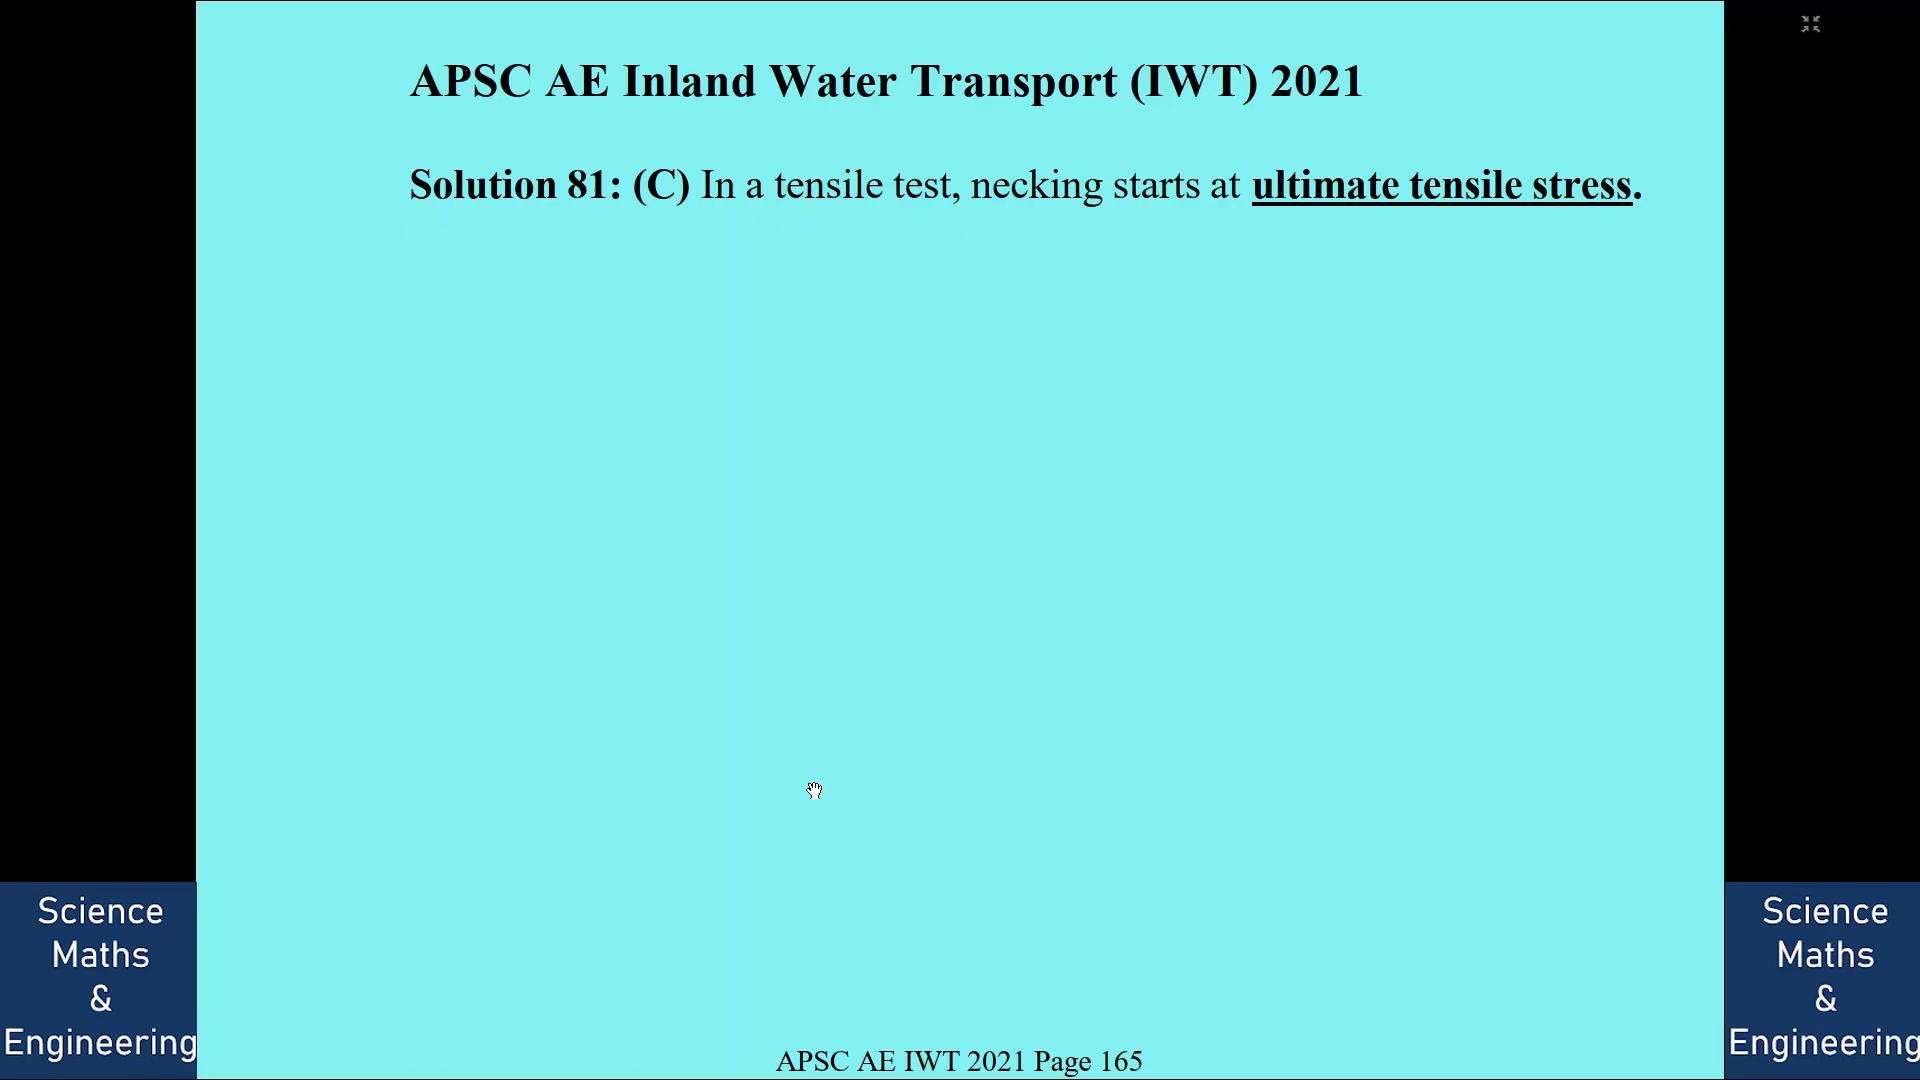 APSC AE Inland Water Transport (IWT) 2021
Solution 81: (C) In a tensile test, necking starts at ultimate tensile stress.
Science
Maths
&
Engineering
Science
Maths
&
Engineering
APSC AE IWT 2021 Page 165